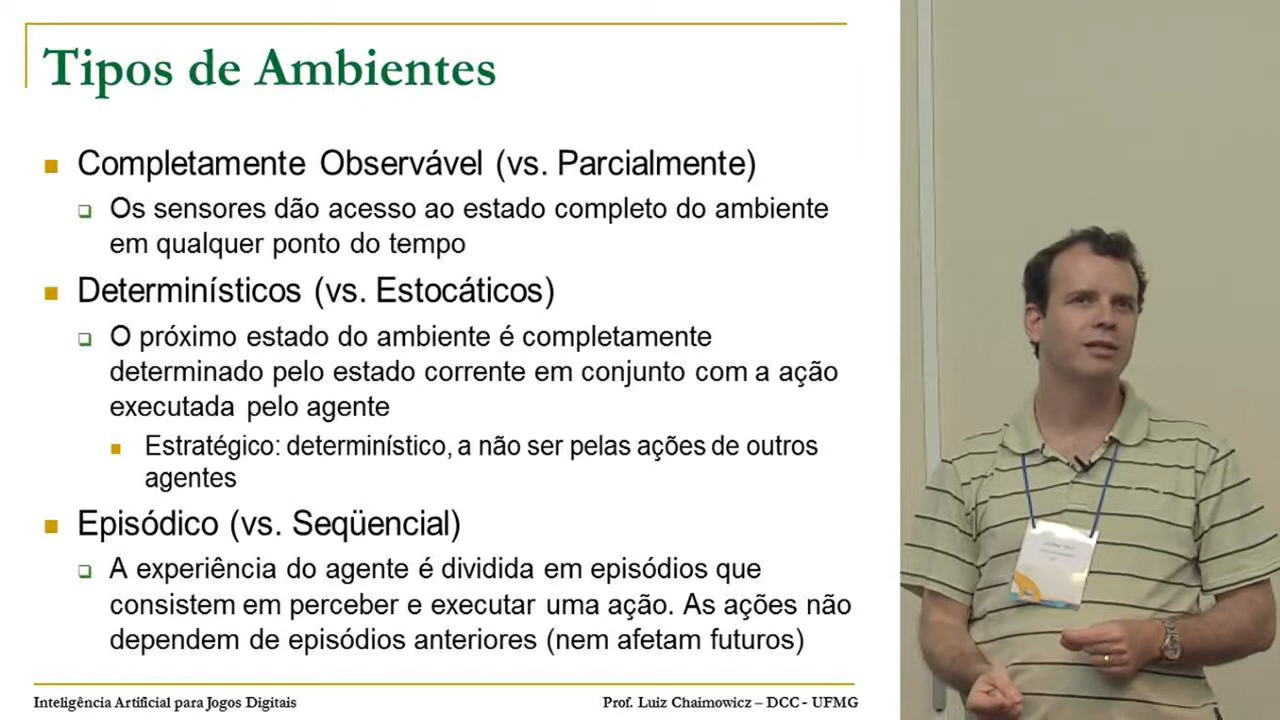 Tipos de Ambientes
Completamente Observável (vs. Parcialmente)
Os sensores dão acesso ao estado completo do ambiente
em qualquer ponto do tempo
Determinísticos (vs. Estocáticos)
O próximo estado do ambiente é completamente
determinado pelo estado corrente em conjunto com a ação
executada pelo agente
Estratégico: determinístico, a não ser pelas ações de outros
agentes
Episódico (vs. Seqüencial)
A experiência do agente é dividida em episódios que
consistem em perceber e executar uma ação. As ações não
dependem de episódios anteriores (nem afetam futuros)
Inteligência Artificial para Jogos Digitais
Prof. Luiz Chaimowicz – DCC - UFMG